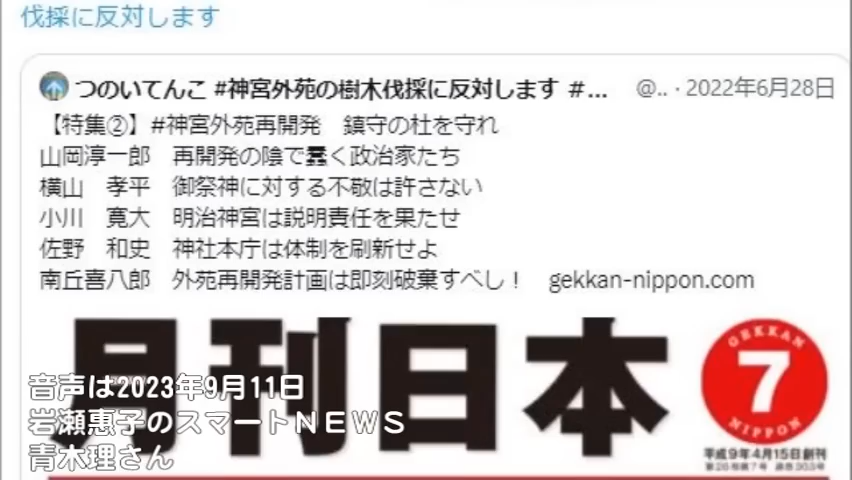 伐採に反対します
つのいてんこ #神宮外苑の樹木伐採に反対します #... @.. · 2022年6月28日
【特集②】#神宮外苑再開発 鎮守の杜を守れ
山岡淳一郎 再開発の陰で蠢く政治家たち
横山 孝平 御祭神に対する不敬は許さない
小川 寛大 明治神宮は説明責任を果たせ
佐野 和史 神社本庁は体制を刷新せよ
南丘喜八郎 外苑再開発計画は即刻破棄すべし! gekkan-nippon.com
月刊日本
GEKKAN
7
NIPPON
平成9年4月15日創刊
音声は2023年9月11日
岩瀬惠子のスマートNEWS
青木理さん